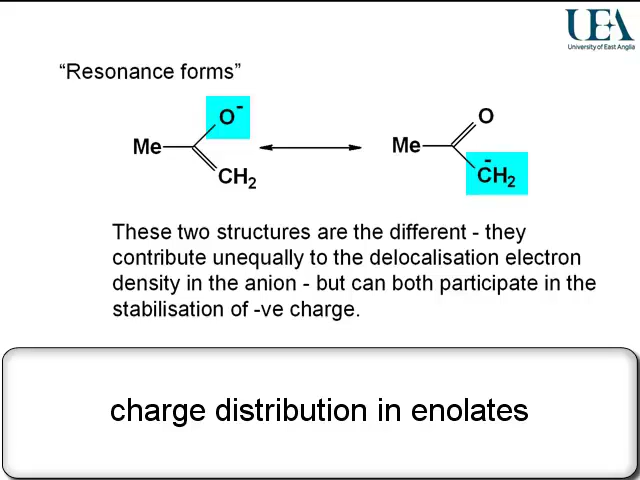 UEA
University of East Anglia
“Resonance forms”
O-
Me
CH2
O
Me
-
CH2
These two structures are the different - they
contribute unequally to the delocalisation electron
density in the anion - but can both participate in the
stabilisation of -ve charge.
charge distribution in enolates